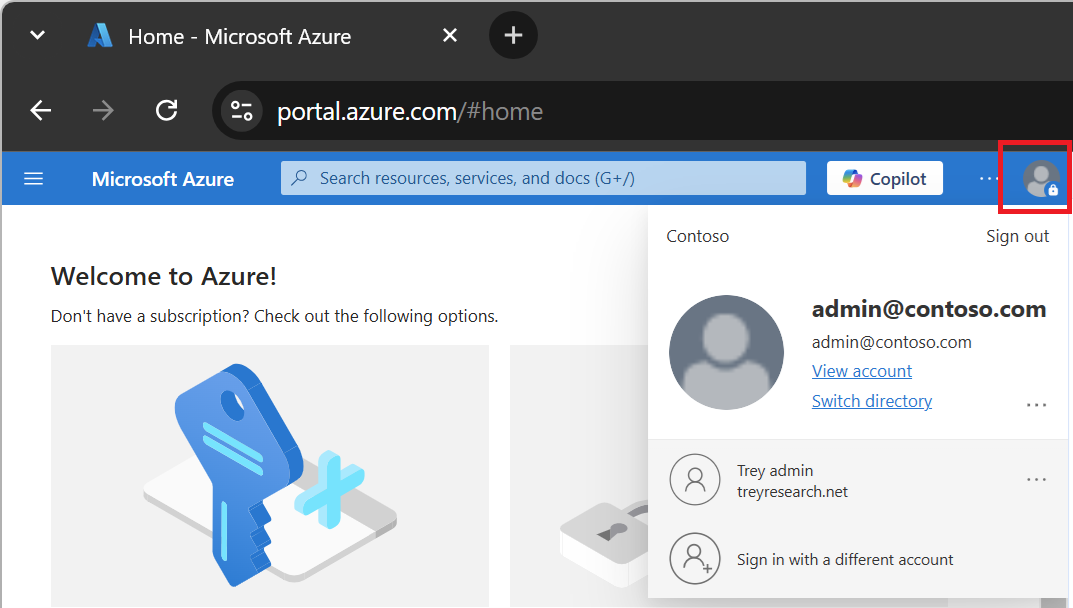 Home - Microsoft Azure
portal.azure.com/#home
Microsoft Azure
Search resources, services, and docs (G+/)
Copilot
Contoso
Sign out
Welcome to Azure!
Don't have a subscription? Check out the following options.
admin@contoso.com
admin@contoso.com
View account
Switch directory
Trey admin
treyresearch.net
Sign in with a different account